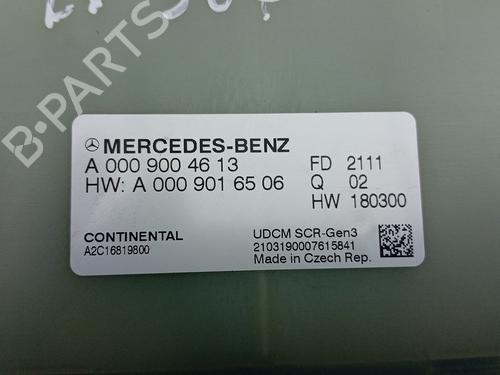 B-PARTS
MERCEDES-BENZ
A 000 900 46 13 FD 2111
HW: A 000 901 65 06 Q 02
HW 180300
CONTINENTAL UDCM SCR-Gen3
A2C16819800 2103190007615841
Made in Czech Rep.